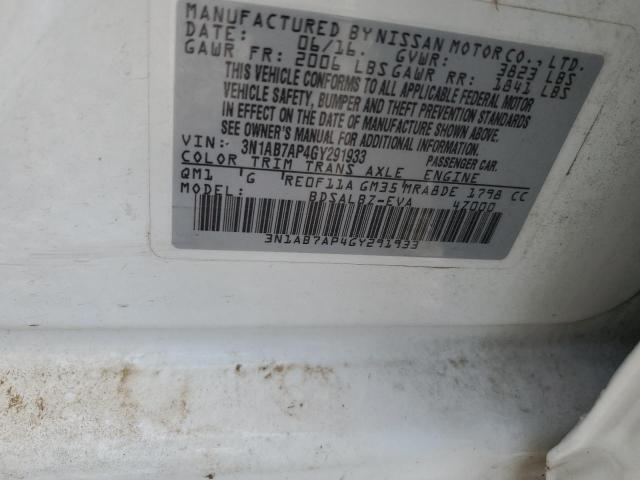 MANUFACTURED BY NISSAN MOTOR CO., LTD.
DATE: 06/16. GVWR: 3823 LBS
GAWR FR: 2006 LBS GAWR RR: 1841 LBS
THIS VEHICLE CONFORMS TO ALL APPLICABLE FEDERAL MOTOR
VEHICLE SAFETY, BUMPER AND THEFT PREVENTION STANDARDS
IN EFFECT ON THE DATE OF MANUFACTURE SHOWN ABOVE.
SEE OWNER'S MANUAL FOR ADDITIONAL INFORMATION.
VIN: 3N1AB7AP4GY291933 PASSENGER CAR.
COLOR TRIM TRANS AXLE ENGINE
QM1 G RE0F11A GM35 MRA8DE 1798 CC
BDSALBZ-EVA 47000
3N1AB7AP4GY291933